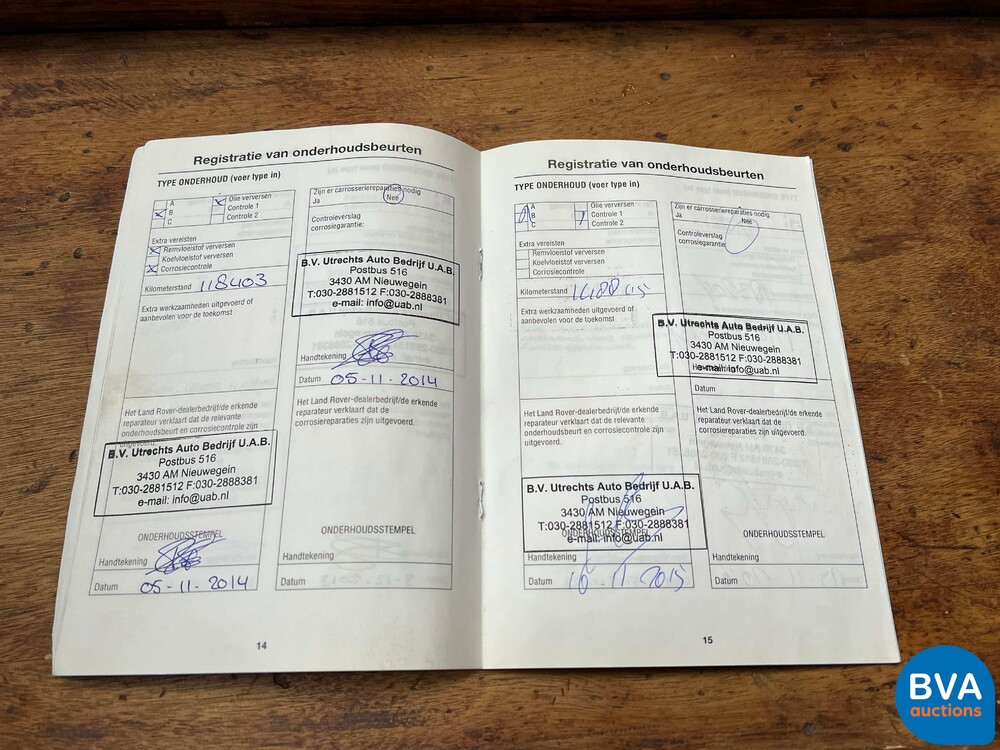 Registratie van onderhoudsbeurten
TYPE ONDERHOUD (voer type in)
A
B
C
Olie verversen
Controle 1
Controle 2
Extra vereisten
Remvloeistof verversen
Koelvloeistof verversen
Corrosiecontrole
Kilometerstand 118403
Extra werkzaamheden uitgevoerd of
aanbevolen voor de toekomst
Het Land Rover-dealerbedrijf/de erkende
reparateur verklaart dat de relevante
onderhoudsbeurt en corrosiecontrole zijn
B.V. Utrechts Auto Bedrijf U.A.B.
Postbus 516
3430 AM Nieuwegein
T:030-2881512 F:030-2888381
e-mail: info@uab.nl
ONDERHOUDSSTEMPEL
Handtekening
Datum 05-11-2014
Zijn er carrosseriereparaties nodig
Ja Nee
Controleverslag
corrosiegarantie:
B.V. Utrechts Auto Bedrijf U.A.B.
Postbus 516
3430 AM Nieuwegein
T:030-2881512 F:030-2888381
e-mail: info@uab.nl
Handtekening
Datum 05-11-2014
Het Land Rover-dealerbedrijf/de erkende
reparateur verklaart dat de
carrosseriereparaties zijn uitgevoerd.
ONDERHOUDSSTEMPEL
Handtekening
Datum
14
Registratie van onderhoudsbeurten
TYPE ONDERHOUD (voer type in)
A
B
C
Olie verversen
Controle 1
Controle 2
Extra vereisten
Remvloeistof verversen
Koelvloeistof verversen
Corrosiecontrole
Kilometerstand
Extra werkzaamheden uitgevoerd of
aanbevolen voor de toekomst
Het Land Rover-dealerbedrijf/de erkende
reparateur verklaart dat de relevante
onderhoudsbeurt en corrosiecontrole zijn
uitgevoerd.
B.V. Utrechts Auto Bedrijf U.A.B.
Postbus 516
3430 AM Nieuwegein
T:030-2881512 F:030-2888381
e-mail: info@uab.nl
ONDERHOUDSSTEMPEL
Handtekening
Datum 16-11-2015
Zijn er carrosseriereparaties nodig
Ja Nee
Controleverslag
corrosiegarantie:
B.V. Utrechts Auto Bedrijf U.A.B.
Postbus 516
3430 AM Nieuwegein
T:030-2881512 F:030-2888381
e-mail: info@uab.nl
Datum
Het Land Rover-dealerbedrijf/de erkende
reparateur verklaart dat de
carrosseriereparaties zijn uitgevoerd.
ONDERHOUDSSTEMPEL
Handtekening
Datum
15
BVA
auctions